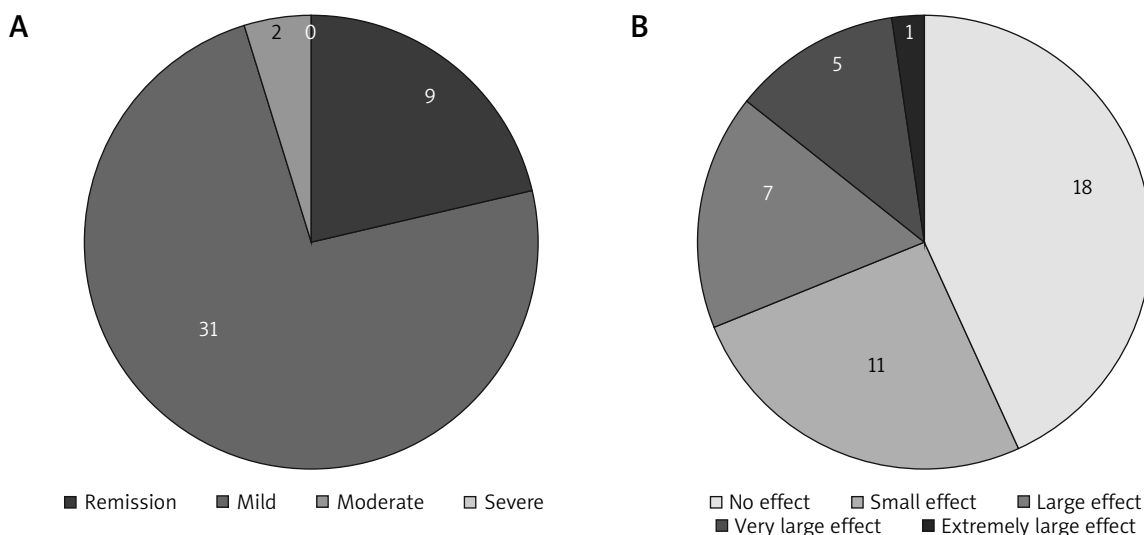 A
2 0
9
31
Remission Mild Moderate Severe
B
1
5
18
7
11
No effect Small effect Large effect
Very large effect Extremely large effect